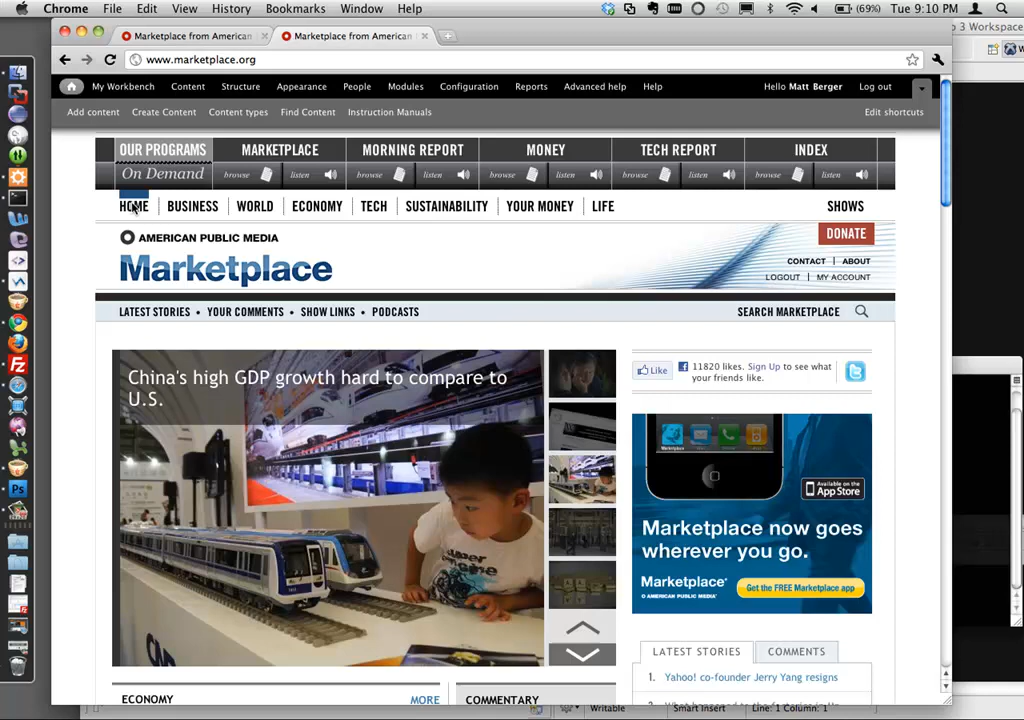 Chrome File Edit View History Bookmarks Window Help (69%) Tue 9:10 PM
Marketplace from American Marketplace from American
www.marketplace.org
My Workbench Content Structure Appearance People Modules Configuration Reports Advanced help Help Hello Matt Berger Log out
Add content Create Content Content types Find Content Instruction Manuals Edit shortcuts
OUR PROGRAMS MARKETPLACE MORNING REPORT MONEY TECH REPORT INDEX
On Demand browse listen browse listen browse listen browse listen browse listen
HOME BUSINESS WORLD ECONOMY TECH SUSTAINABILITY YOUR MONEY LIFE SHOWS
AMERICAN PUBLIC MEDIA
Marketplace
DONATE
CONTACT | ABOUT
LOGOUT | MY ACCOUNT
LATEST STORIES • YOUR COMMENTS • SHOW LINKS • PODCASTS SEARCH MARKETPLACE
China's high GDP growth hard to compare to
U.S.
Like 11820 likes. Sign Up to see what
your friends like.
Available on the
App Store
Marketplace now goes
wherever you go.
Marketplace
AMERICAN PUBLIC MEDIA
Get the FREE Marketplace app
LATEST STORIES COMMENTS
1. Yahoo! co-founder Jerry Yang resigns
ECONOMY MORE COMMENTARY
Writable Smart Insert Line: 1 Column: 1
3 Workspace